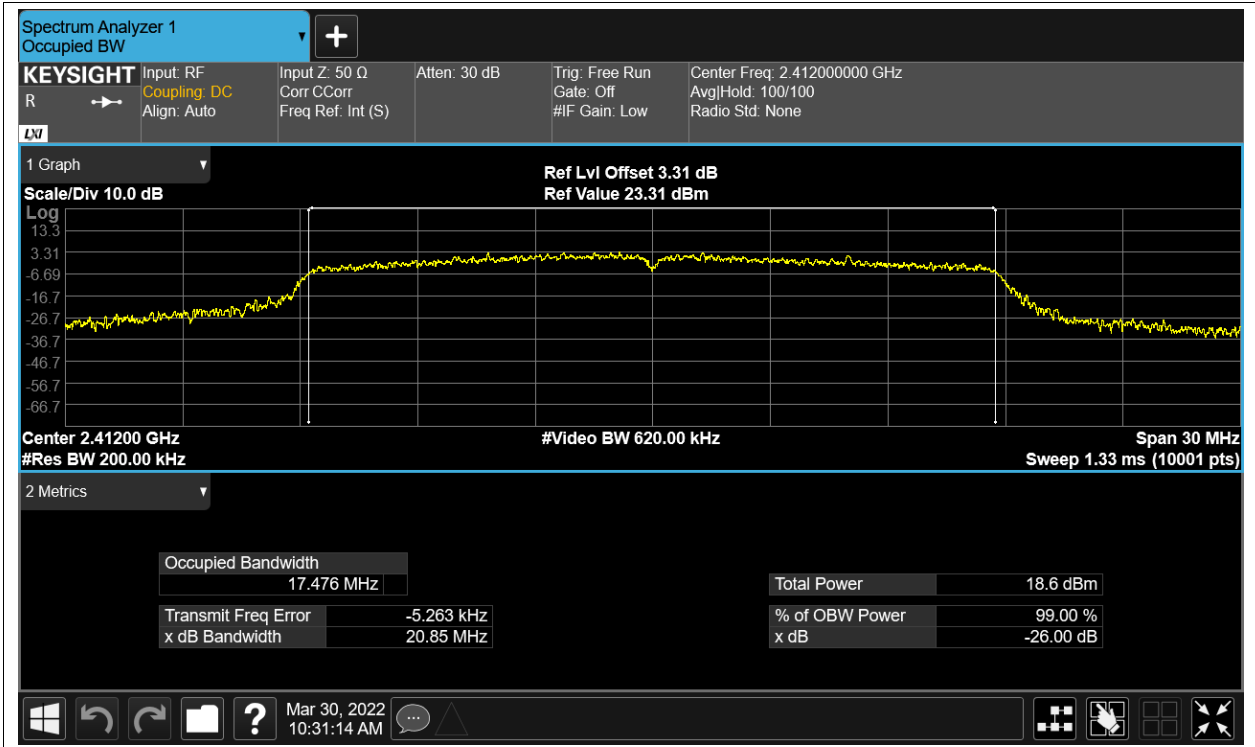 Spectrum Analyzer 1
Occupied BW
KEYSIGHT
R
LXI
Input: RF
Coupling: DC
Align: Auto
Input Z: 50 Ω
Corr CCorr
Freq Ref: Int (S)
Atten: 30 dB
Trig: Free Run
Gate: Off
#IF Gain: Low
Center Freq: 2.412000000 GHz
Avg|Hold: 100/100
Radio Std: None
1 Graph
Scale/Div 10.0 dB
Ref Lvl Offset 3.31 dB
Ref Value 23.31 dBm
Log
13.3
3.31
-6.69
-16.7
-26.7
-36.7
-46.7
-56.7
-66.7
Center 2.41200 GHz
#Video BW 620.00 kHz
Span 30 MHz
#Res BW 200.00 kHz
Sweep 1.33 ms (10001 pts)
2 Metrics
Occupied Bandwidth
17.476 MHz
Total Power 18.6 dBm
Transmit Freq Error -5.263 kHz
% of OBW Power 99.00 %
x dB Bandwidth 20.85 MHz
x dB -26.00 dB
?
Mar 30, 2022
10:31:14 AM